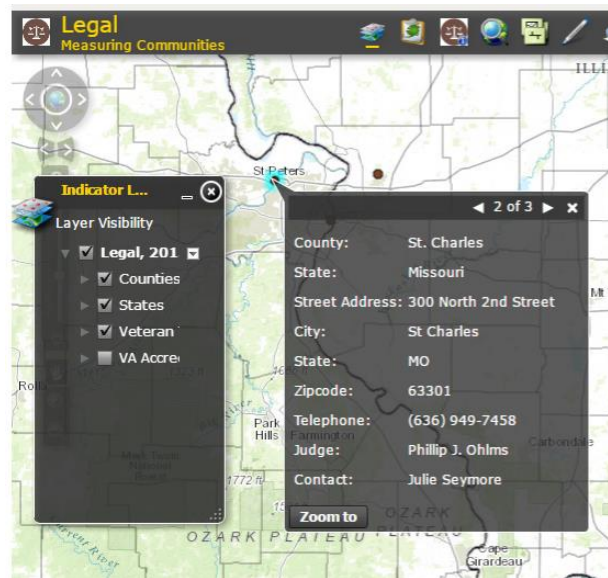 Legal
Measuring Communities
ILLI
St Peters
Indicator L...
Layer Visibility
Legal, 201
Counties
States
Veteran
VA Accre
2 of 3
County: St. Charles
State: Missouri
Street Address: 300 North 2nd Street
City: St Charles
State: MO
Zipcode: 63301
Telephone: (636) 949-7458
Judge: Phillip J. Ohlms
Contact: Julie Seymore
Zoom to
Mt
Park
Hills
Farmington
Carbondale
1772 ft
OZARK PLATEAU
OZARK
PLATEAU
Cape
Girardeau